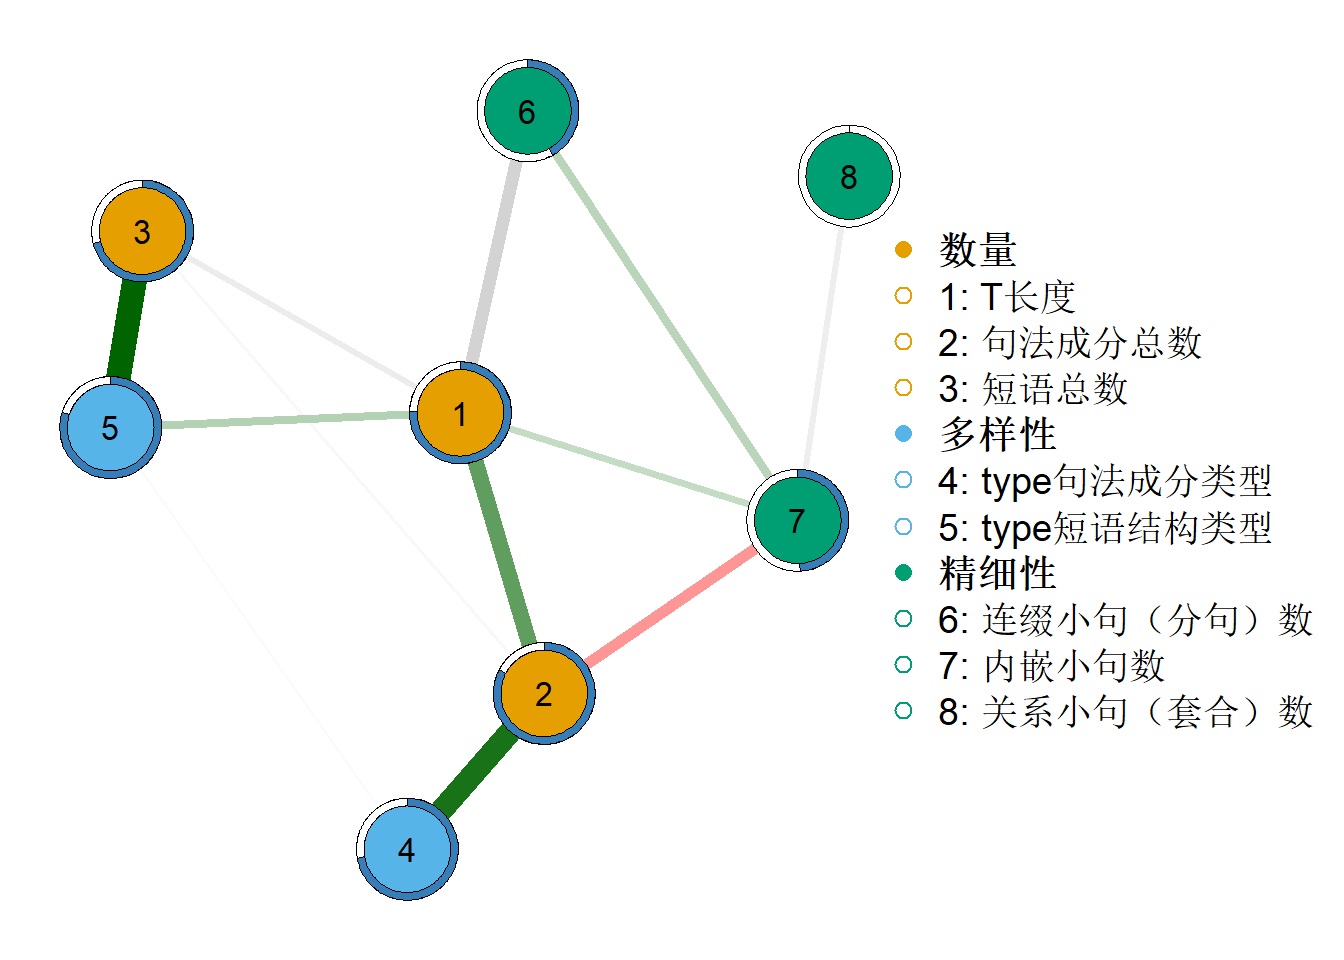 6
8
3
1
5
7
2
4
数量
1: T长度
2: 句法成分总数
3: 短语总数
多样性
4: type句法成分类型
5: type短语结构类型
精细性
6: 连缀小句（分句）数
7: 内嵌小句数
8: 关系小句（套合）数